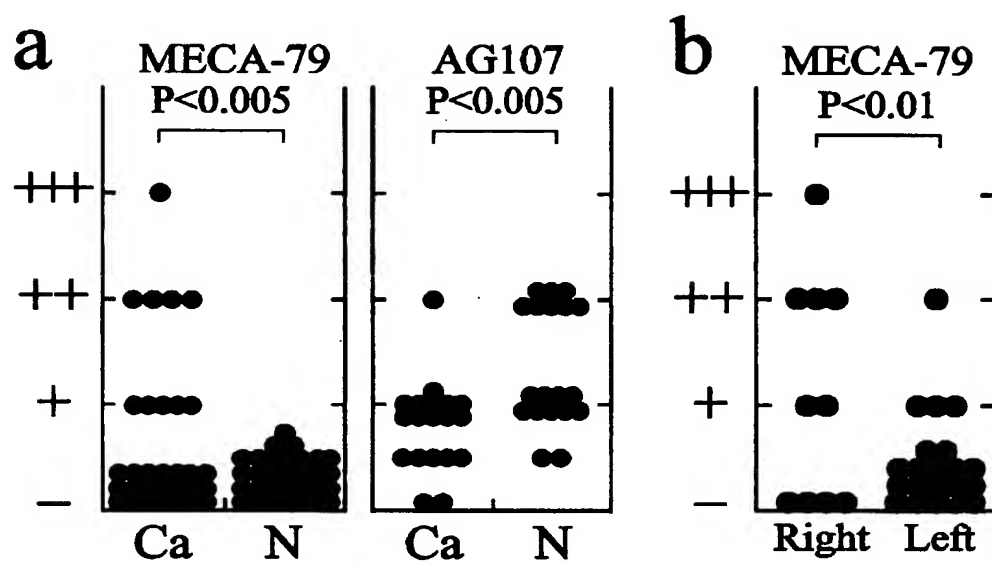 a
MECA-79
P<0.005
AG107
P<0.005
+++
++
+
−
Ca
N
Ca
N
b
MECA-79
P<0.01
+++
++
+
−
Right
Left